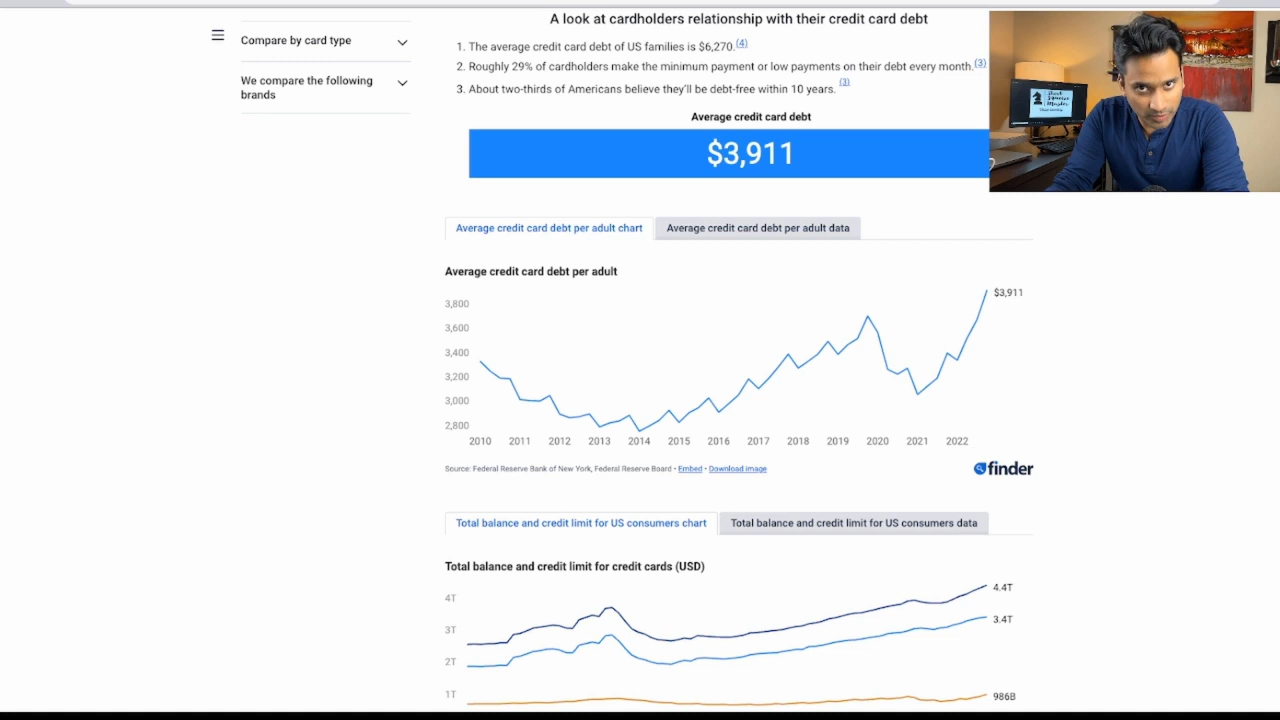 A look at cardholders relationship with their credit card debt
Compare by card type
We compare the following
brands
1. The average credit card debt of US families is $6,270.(4)
2. Roughly 29% of cardholders make the minimum payment or low payments on their debt every month.(3)
3. About two-thirds of Americans believe they'll be debt-free within 10 years. (3)
Average credit card debt
$3,911
Average credit card debt per adult chart
Average credit card debt per adult data
Average credit card debt per adult
$3,911
3,800
3,600
3,400
3,200
3,000
2,800
2010 2011 2012 2013 2014 2015 2016 2017 2018 2019 2020 2021 2022
Source: Federal Reserve Bank of New York, Federal Reserve Board • Embed • Download image
finder
Total balance and credit limit for US consumers chart
Total balance and credit limit for US consumers data
Total balance and credit limit for credit cards (USD)
4.4T
4T
3.4T
3T
2T
1T
986B